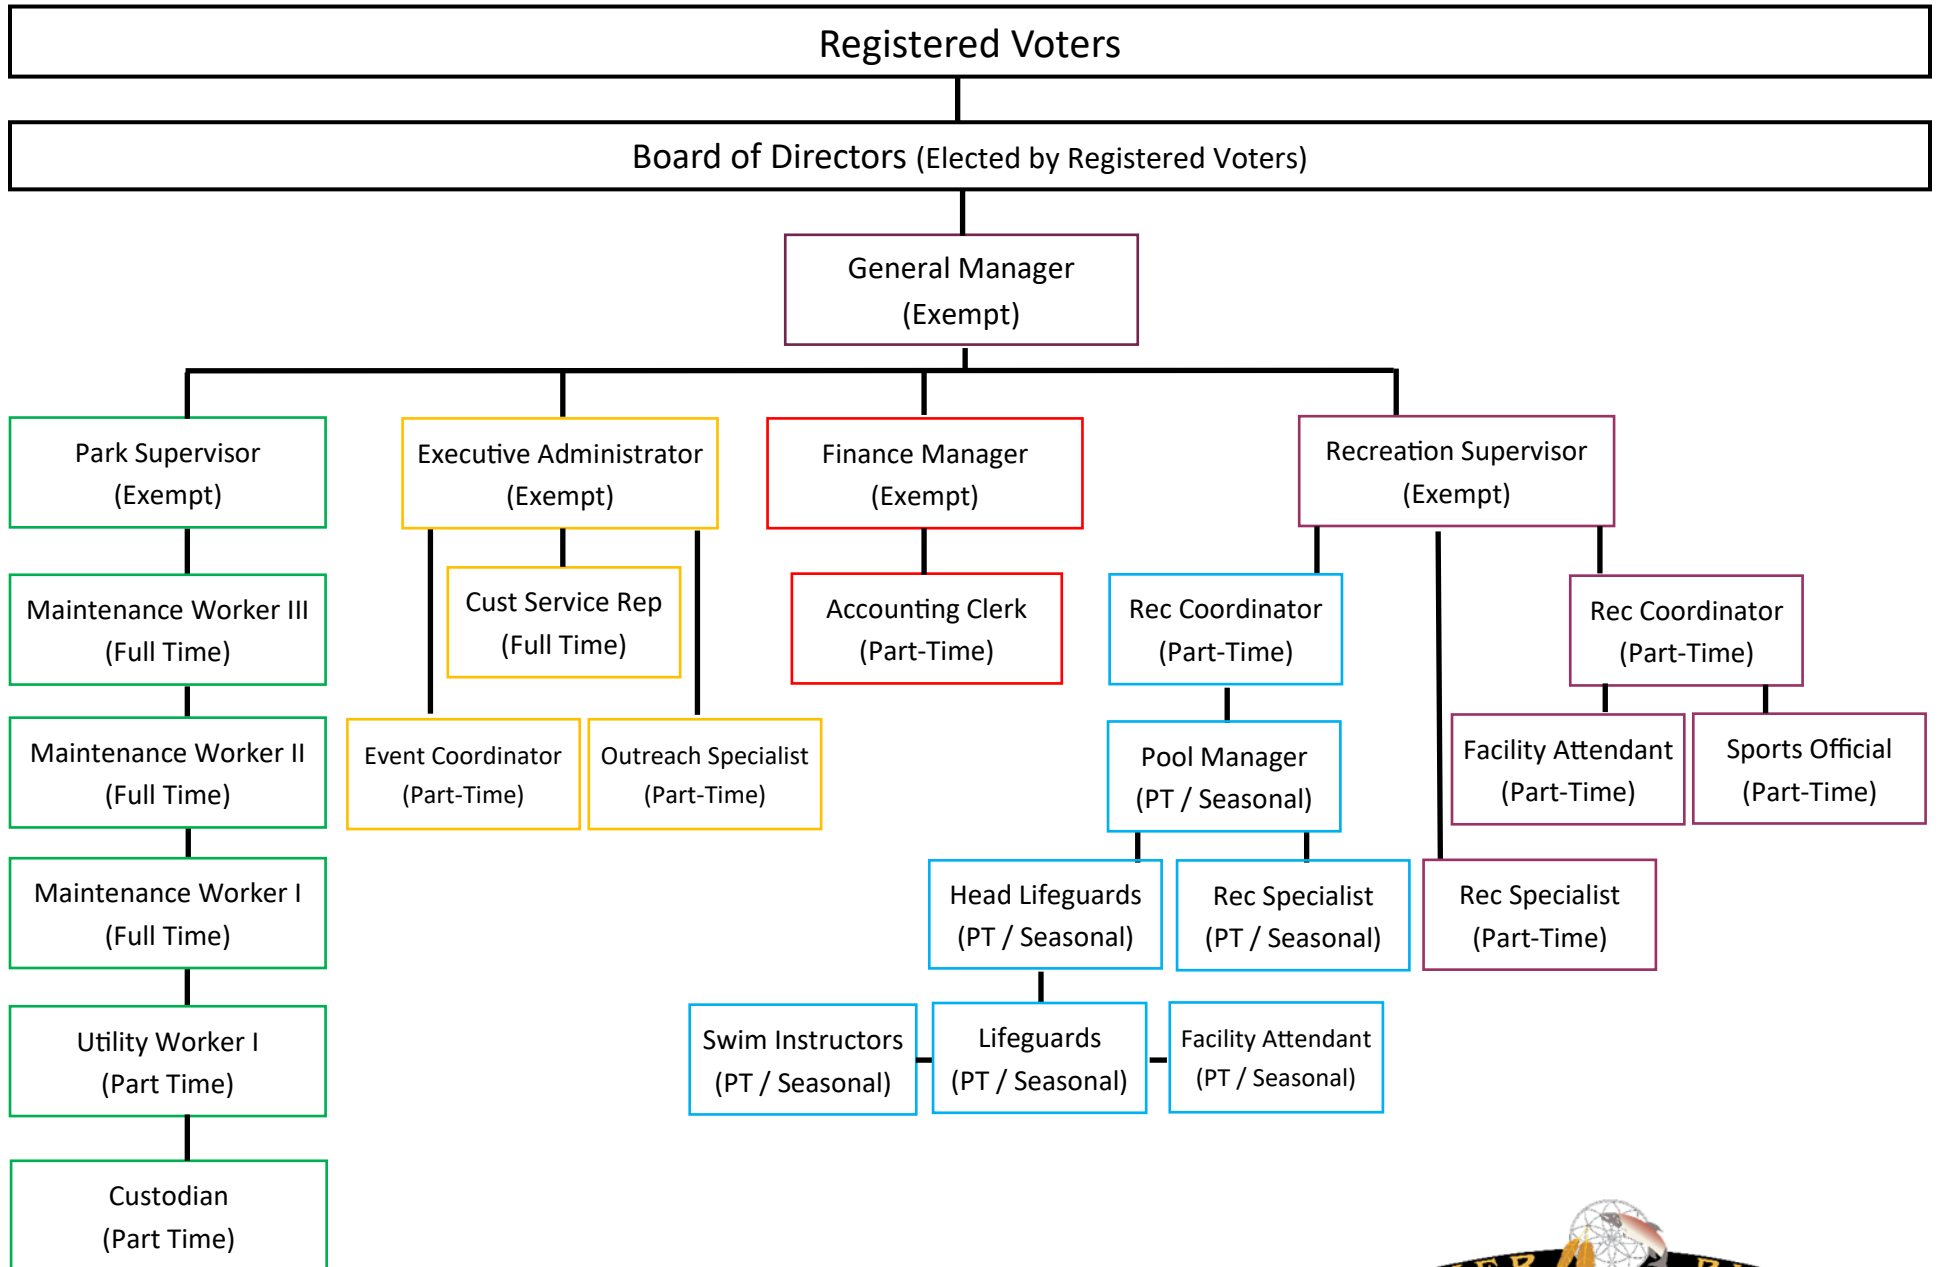 Registered Voters
Board of Directors (Elected by Registered Voters)
General Manager
(Exempt)
Park Supervisor
(Exempt)
Executive Administrator
(Exempt)
Finance Manager
(Exempt)
Recreation Supervisor
(Exempt)
Maintenance Worker III
(Full Time)
Cust Service Rep
(Full Time)
Accounting Clerk
(Part-Time)
Rec Coordinator
(Part-Time)
Rec Coordinator
(Part-Time)
Maintenance Worker II
(Full Time)
Event Coordinator
(Part-Time)
Outreach Specialist
(Part-Time)
Pool Manager
(PT / Seasonal)
Facility Attendant
(Part-Time)
Sports Official
(Part-Time)
Maintenance Worker I
(Full Time)
Head Lifeguards
(PT / Seasonal)
Rec Specialist
(PT / Seasonal)
Rec Specialist
(Part-Time)
Utility Worker I
(Part Time)
Swim Instructors
(PT / Seasonal)
Lifeguards
(PT / Seasonal)
Facility Attendant
(PT / Seasonal)
Custodian
(Part Time)